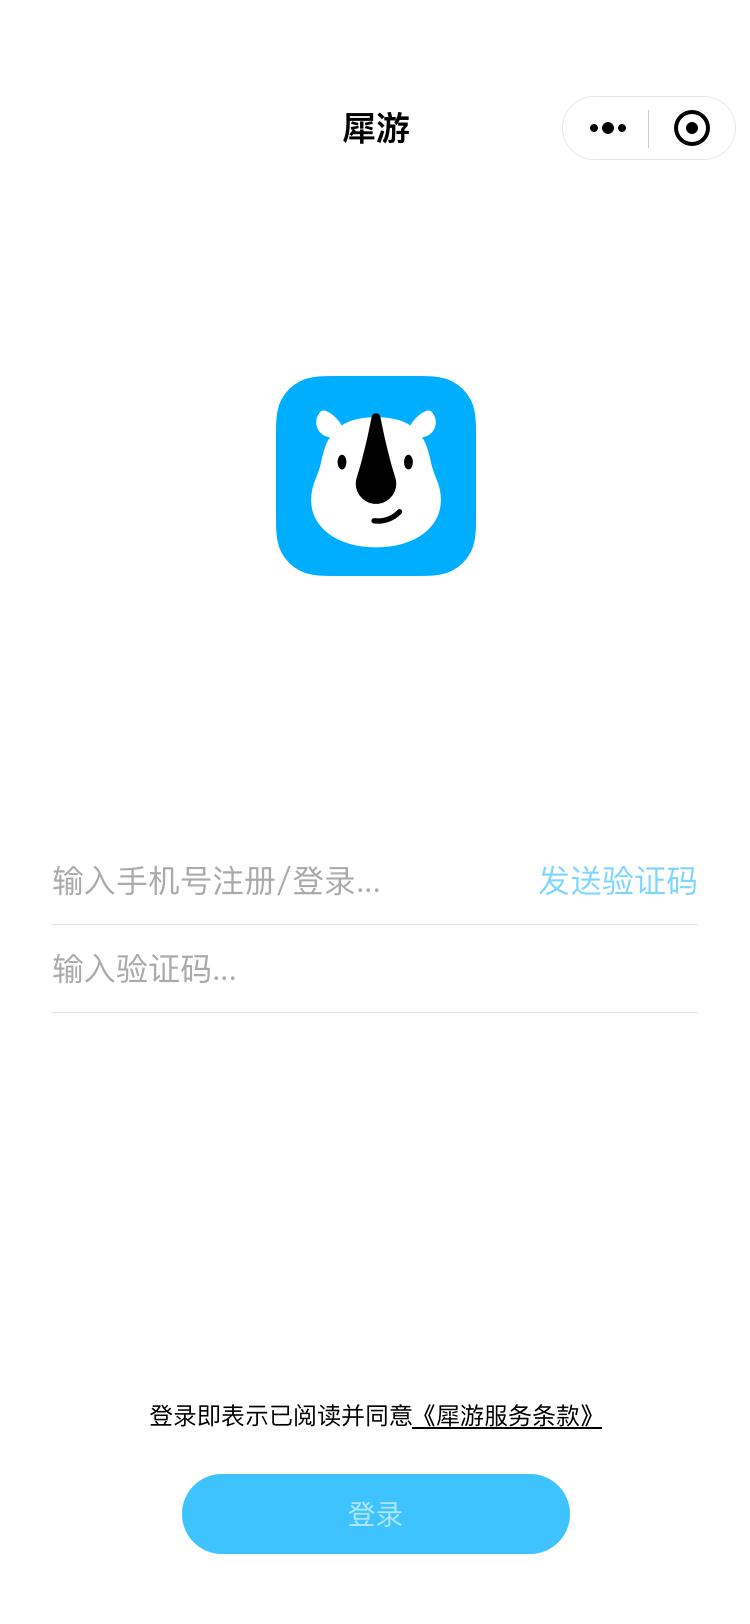 犀游
输入手机号注册/登录...
发送验证码
输入验证码...
登录即表示已阅读并同意《犀游服务条款》
登录